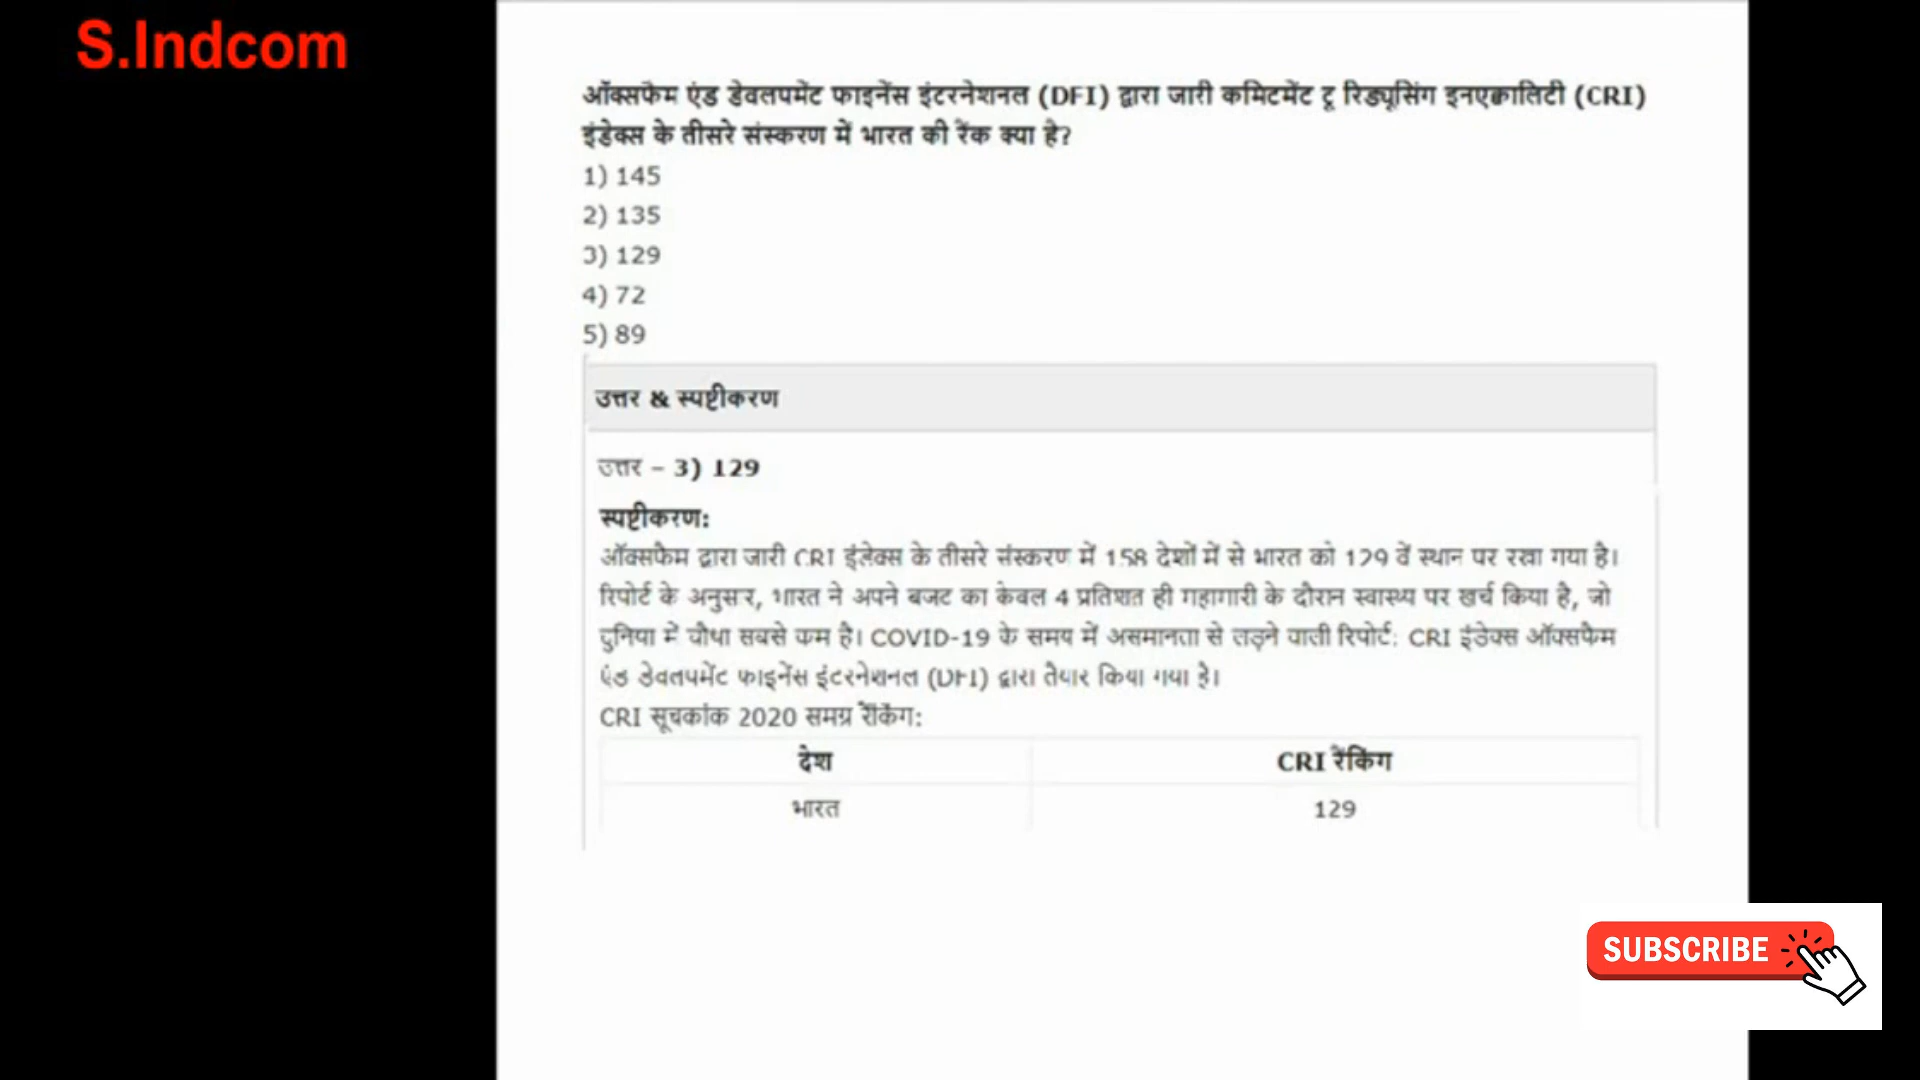 S.Indcom
ऑक्सफेम एंड डेवलपमेंट फाइनेंस इंटरनेशनल (DFI) द्वारा जारी कमिटमेंट टू रिड्यूसिंग इनएक्वालिटी (CRI)
इंडेक्स के तीसरे संस्करण में भारत की रैंक क्या है?
1) 145
2) 135
3) 129
4) 72
5) 89
उत्तर & स्पष्टीकरण
उत्तर – 3) 129
स्पष्टीकरण:
ऑक्सफैम द्वारा जारी CRI इंडेक्स के तीसरे संस्करण में 158 देशों में से भारत को 129 वें स्थान पर रखा गया है।
रिपोर्ट के अनुसार, भारत ने अपने बजट का केवल 4 प्रतिशत ही महामारी के दौरान स्वास्थ्य पर खर्च किया है, जो
दुनिया में चौथा सबसे कम है। COVID-19 के समय में असमानता से लड़ने वाली रिपोर्ट: CRI इंडेक्स ऑक्सफैम
एंड डेवलपमेंट फाइनेंस इंटरनेशनल (DFI) द्वारा तैयार किया गया है।
CRI सूचकांक 2020 समग्र रैंकिंग:
देश CRI रैंकिंग
भारत 129
SUBSCRIBE